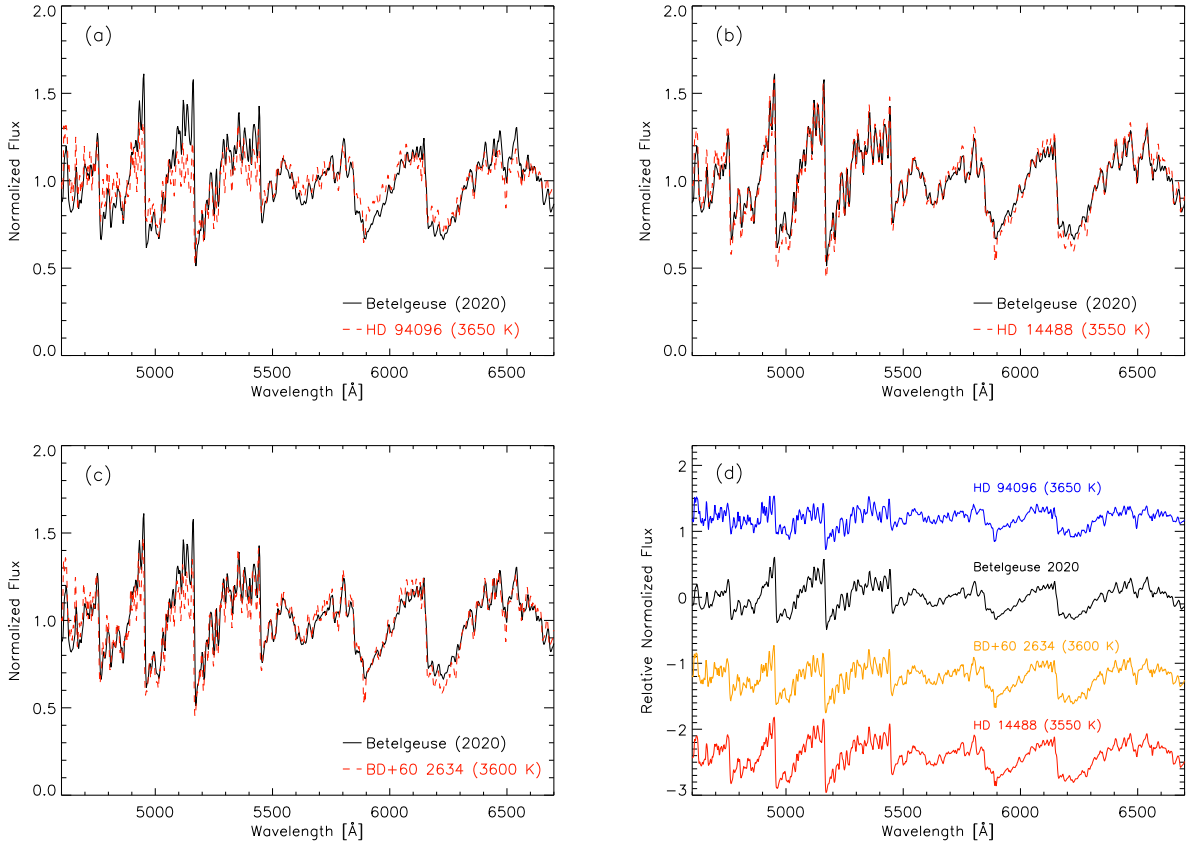 (a)
2.0
1.5
1.0
0.5
0.0
Normalized Flux
Betelgeuse (2020)
HD 94096 (3650 K)
5000 5500 6000 6500
Wavelength [Å]
(b)
2.0
1.5
1.0
0.5
0.0
Normalized Flux
Betelgeuse (2020)
HD 14488 (3550 K)
5000 5500 6000 6500
Wavelength [Å]
(c)
2.0
1.5
1.0
0.5
0.0
Normalized Flux
Betelgeuse (2020)
BD+60 2634 (3600 K)
5000 5500 6000 6500
Wavelength [Å]
(d)
2
1
0
−1
−2
−3
Relative Normalized Flux
HD 94096 (3650 K)
Betelgeuse 2020
BD+60 2634 (3600 K)
HD 14488 (3550 K)
5000 5500 6000 6500
Wavelength [Å]